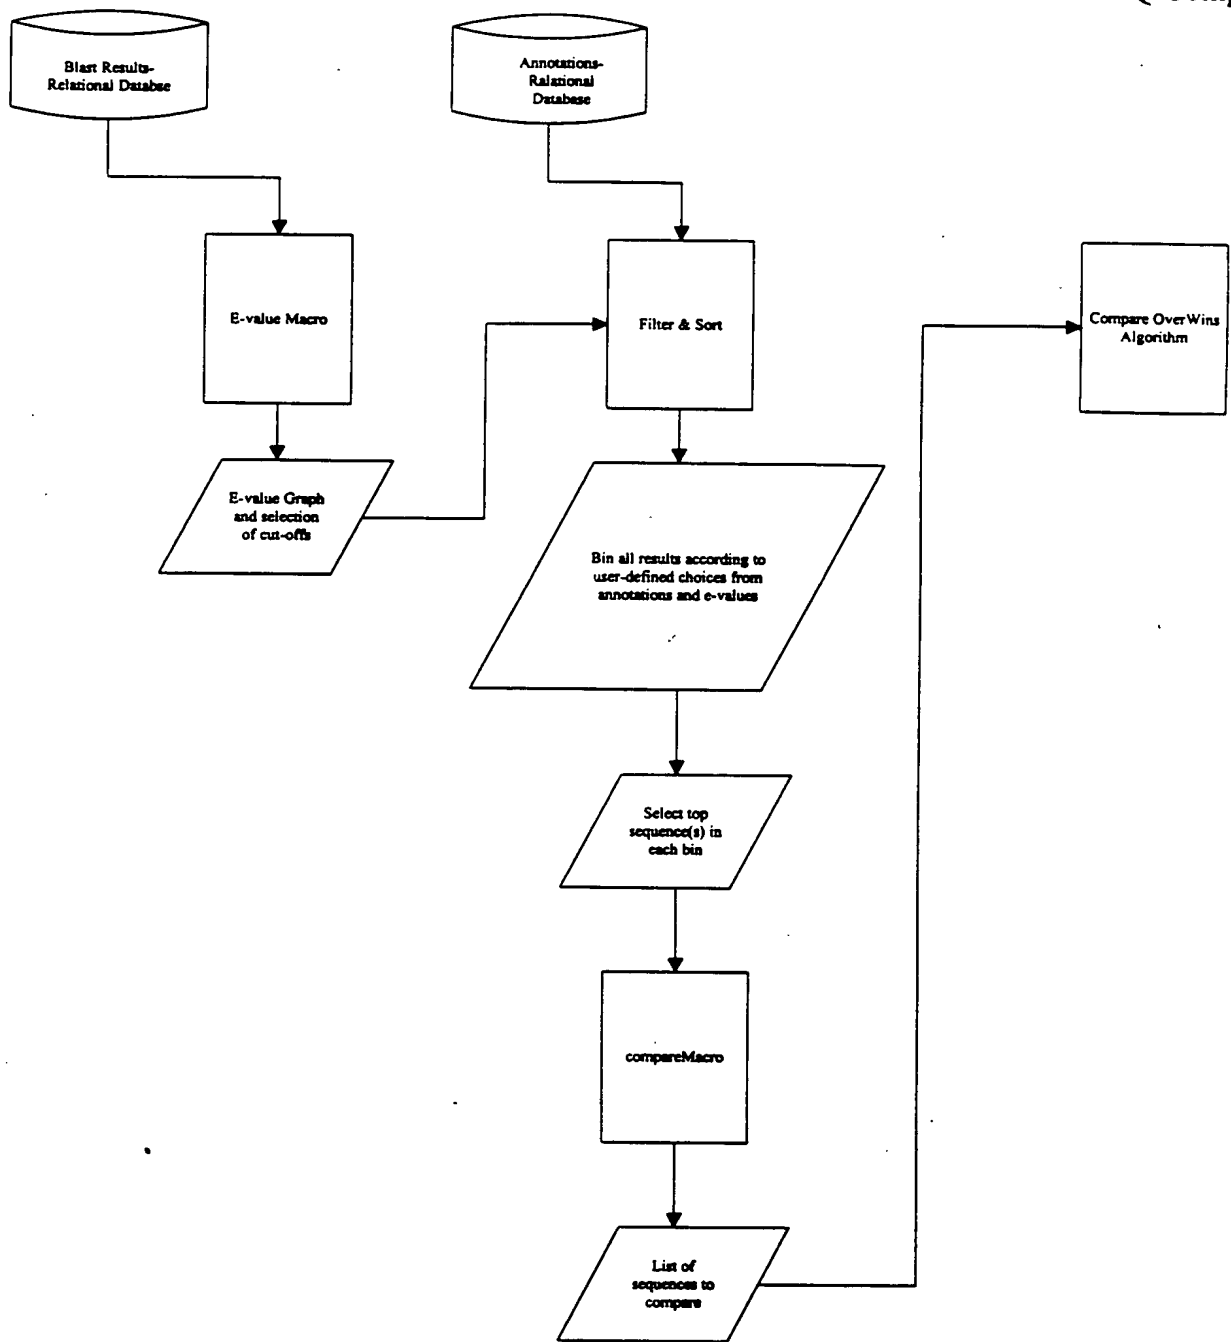 Blast Results-
Relational Databse
Annotations-
Ralational
Database
E-value Macro
Filter & Sort
Compare OverWins
Algorithm
E-value Graph
and selection
of cut-offs
Bin all results according to
user-defined choices from
annotations and e-values
Select top
sequence(s) in
each bin
compareMacro
List of
sequences to
compare